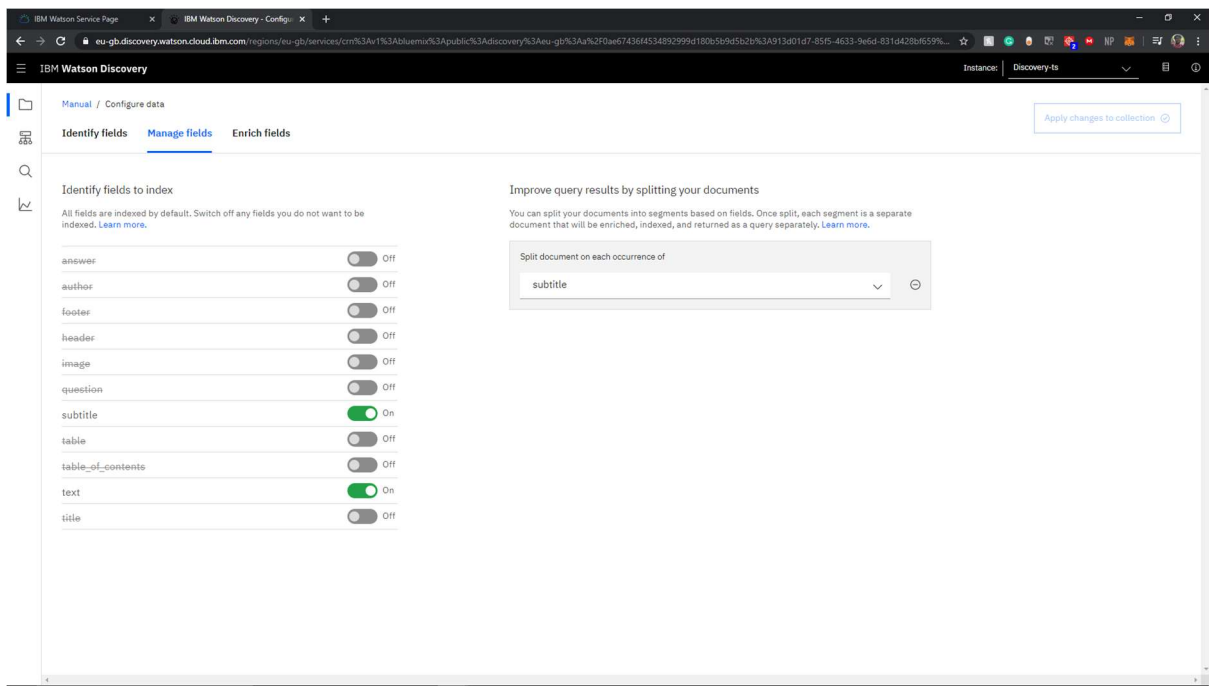 IBM Watson Service Page
IBM Watson Discovery - Configu
eu-gb.discovery.watson.cloud.ibm.com/regions/eu-gb/services/crn%3Av1%3Abluemix%3Apublic%3Adiscovery%3Aeu-gb%3Aa%2F0ae67436f4534892999d180b5b9d5b2b%3A913d01d7-85f5-4633-9e6d-831d428bf659%...
IBM Watson Discovery
Instance: Discovery-ts
Manual / Configure data
Apply changes to collection
Identify fields Manage fields Enrich fields
Identify fields to index
All fields are indexed by default. Switch off any fields you do not want to be
indexed. Learn more.
answer Off
author Off
footer Off
header Off
image Off
question Off
subtitle On
table Off
table_of_contents Off
text On
title Off
Improve query results by splitting your documents
You can split your documents into segments based on fields. Once split, each segment is a separate
document that will be enriched, indexed, and returned as a query separately. Learn more.
Split document on each occurrence of
subtitle